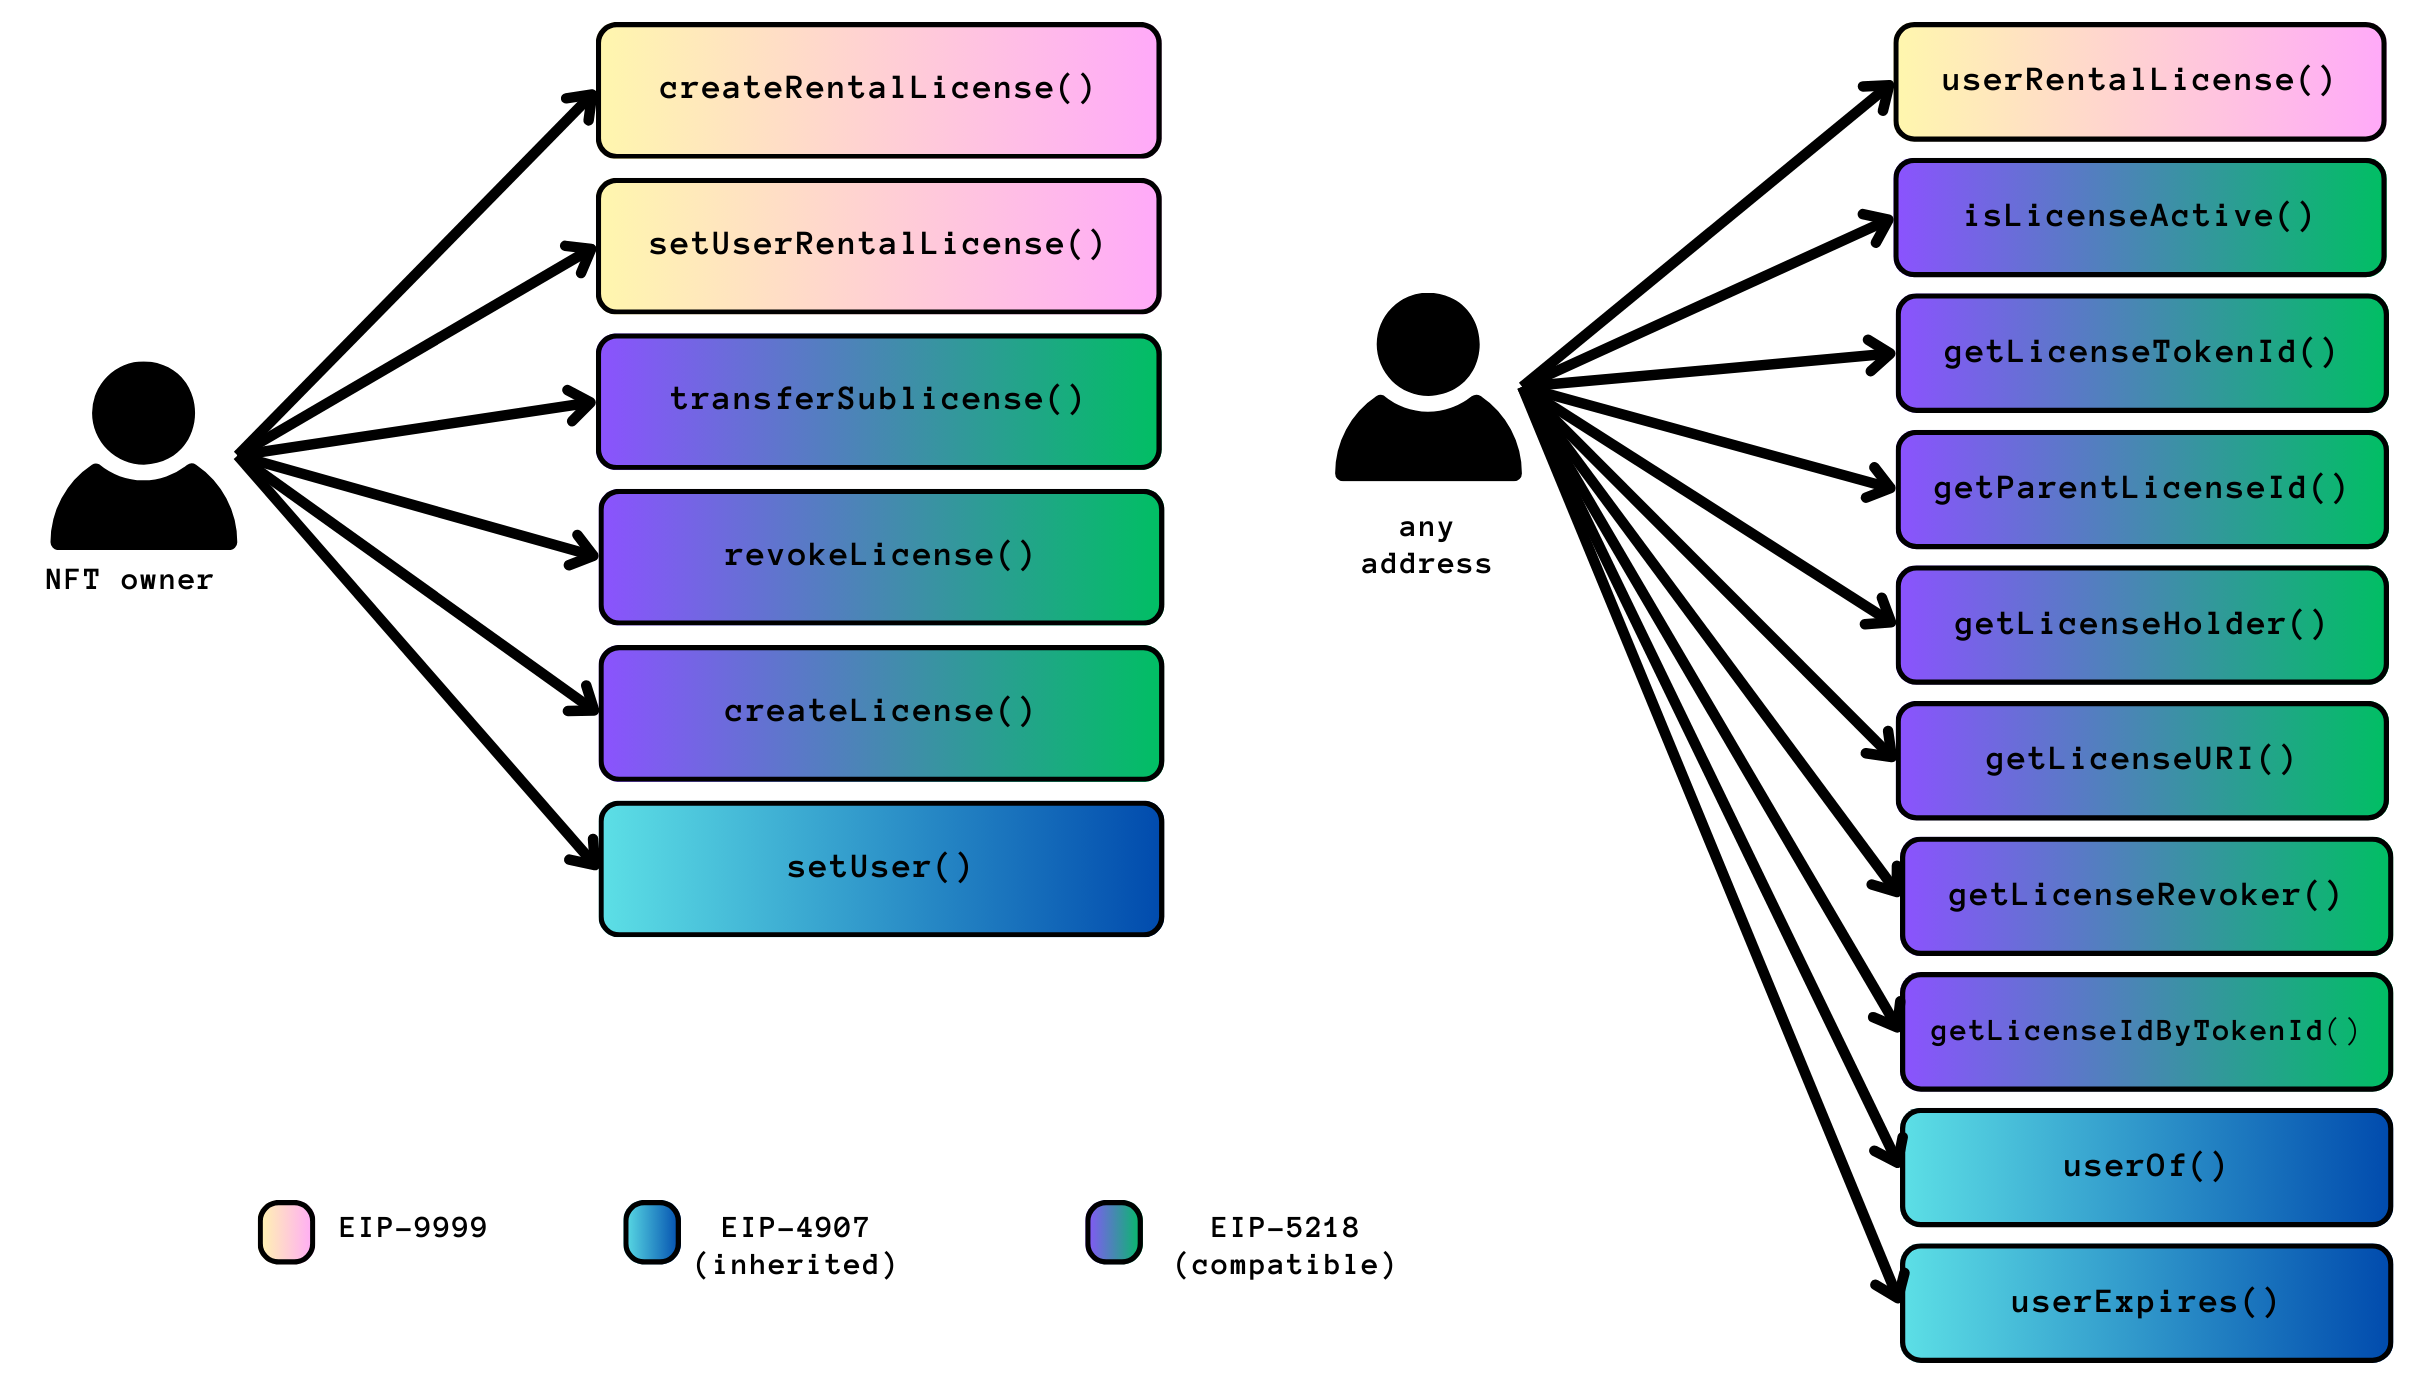 createRentalLicense()
setUserRentalLicense()
transferSublicense()
revokeLicense()
createLicense()
setUser()
NFT owner
userRentalLicense()
isLicenseActive()
getLicenseTokenId()
getParentLicenseId()
getLicenseHolder()
getLicenseURI()
getLicenseRevoker()
getLicenseIdByTokenId()
userOf()
userExpires()
any
address
EIP-9999
EIP-4907
(inherited)
EIP-5218
(compatible)